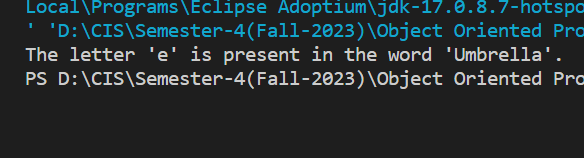 Local\Programs\Eclipse Adoptium\jdk-17.0.8.7-hotspo
' 'D:\CIS\Semester-4(Fall-2023)\Object Oriented Pro
The letter 'e' is present in the word 'Umbrella'.
PS D:\CIS\Semester-4(Fall-2023)\Object Oriented Pro